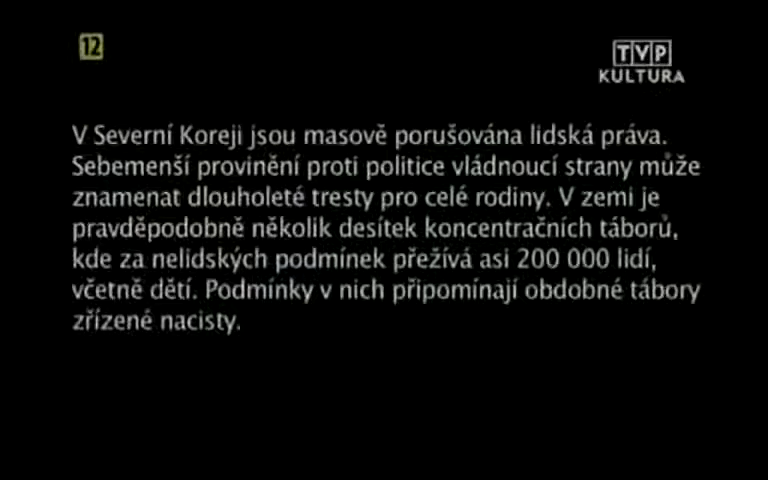 12
TVP
KULTURA
V Severní Koreji jsou masově porušována lidská práva.
Sebemenší provinění proti politice vládnoucí strany může
znamenat dlouholeté tresty pro celé rodiny. V zemi je
pravděpodobně několik desítek koncentračních táborů,
kde za nelidských podmínek přežívá asi 200 000 lidí,
včetně dětí. Podmínky v nich připomínají obdobné tábory
zřízené nacisty.